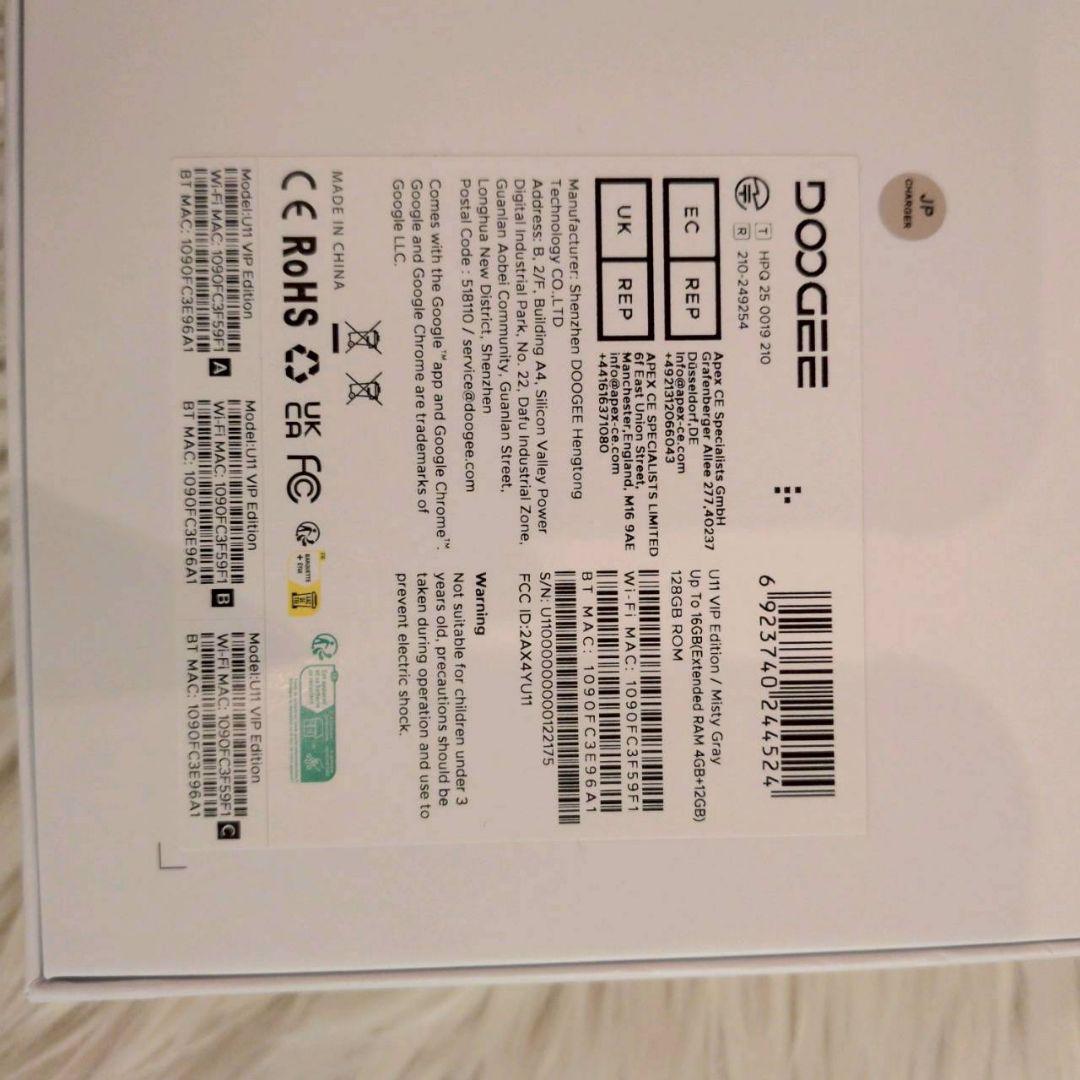 JP
CHARGER
DOOGEE
T HPQ 25 0019 210
R 210-249254
EC REP
Apex CE Specialists GmbH
Grafenberger Allee 277,40237
Düsseldorf,DE
Info@apex-ce.com
+4921312066043
UK REP
APEX CE SPECIALISTS LIMITED
6f East Union Street,
Manchester,England, M16 9AE
info@apex-ce.com
+441616371080
Manufacturer: Shenzhen DOOGEE Hengtong
Technology CO.,LTD
Address: B, 2/F, Building A4, Silicon Valley Power
Digital Industrial Park, No. 22, Dafu Industrial Zone,
Guanlan Aobei Community, Guanlan Street,
Longhua New District, Shenzhen
Postal Code : 518110 / service@doogee.com
Comes with the Google™ app and Google Chrome™.
Google and Google Chrome are trademarks of
Google LLC.
6 923740 244524
U11 VIP Edition / Misty Gray
Up To 16GB(Extended RAM 4GB+12GB)
128GB ROM
Wi-Fi MAC: 1090FC3F59F1
BT MAC: 1090FC3E96A1
S/N: U1100000000122175
FCC ID:2AX4YU11
Warning
Not suitable for children under 3
years old, precautions should be
taken during operation and use to
prevent electric shock.
MADE IN CHINA
CE RoHS UK CA FC
Model:U11 VIP Edition
Wi-Fi MAC: 1090FC3F59F1 A
BT MAC: 1090FC3E96A1
Model:U11 VIP Edition
Wi-Fi MAC: 1090FC3F59F1 B
BT MAC: 1090FC3E96A1
Model:U11 VIP Edition
Wi-Fi MAC: 1090FC3F59F1 C
BT MAC: 1090FC3E96A1